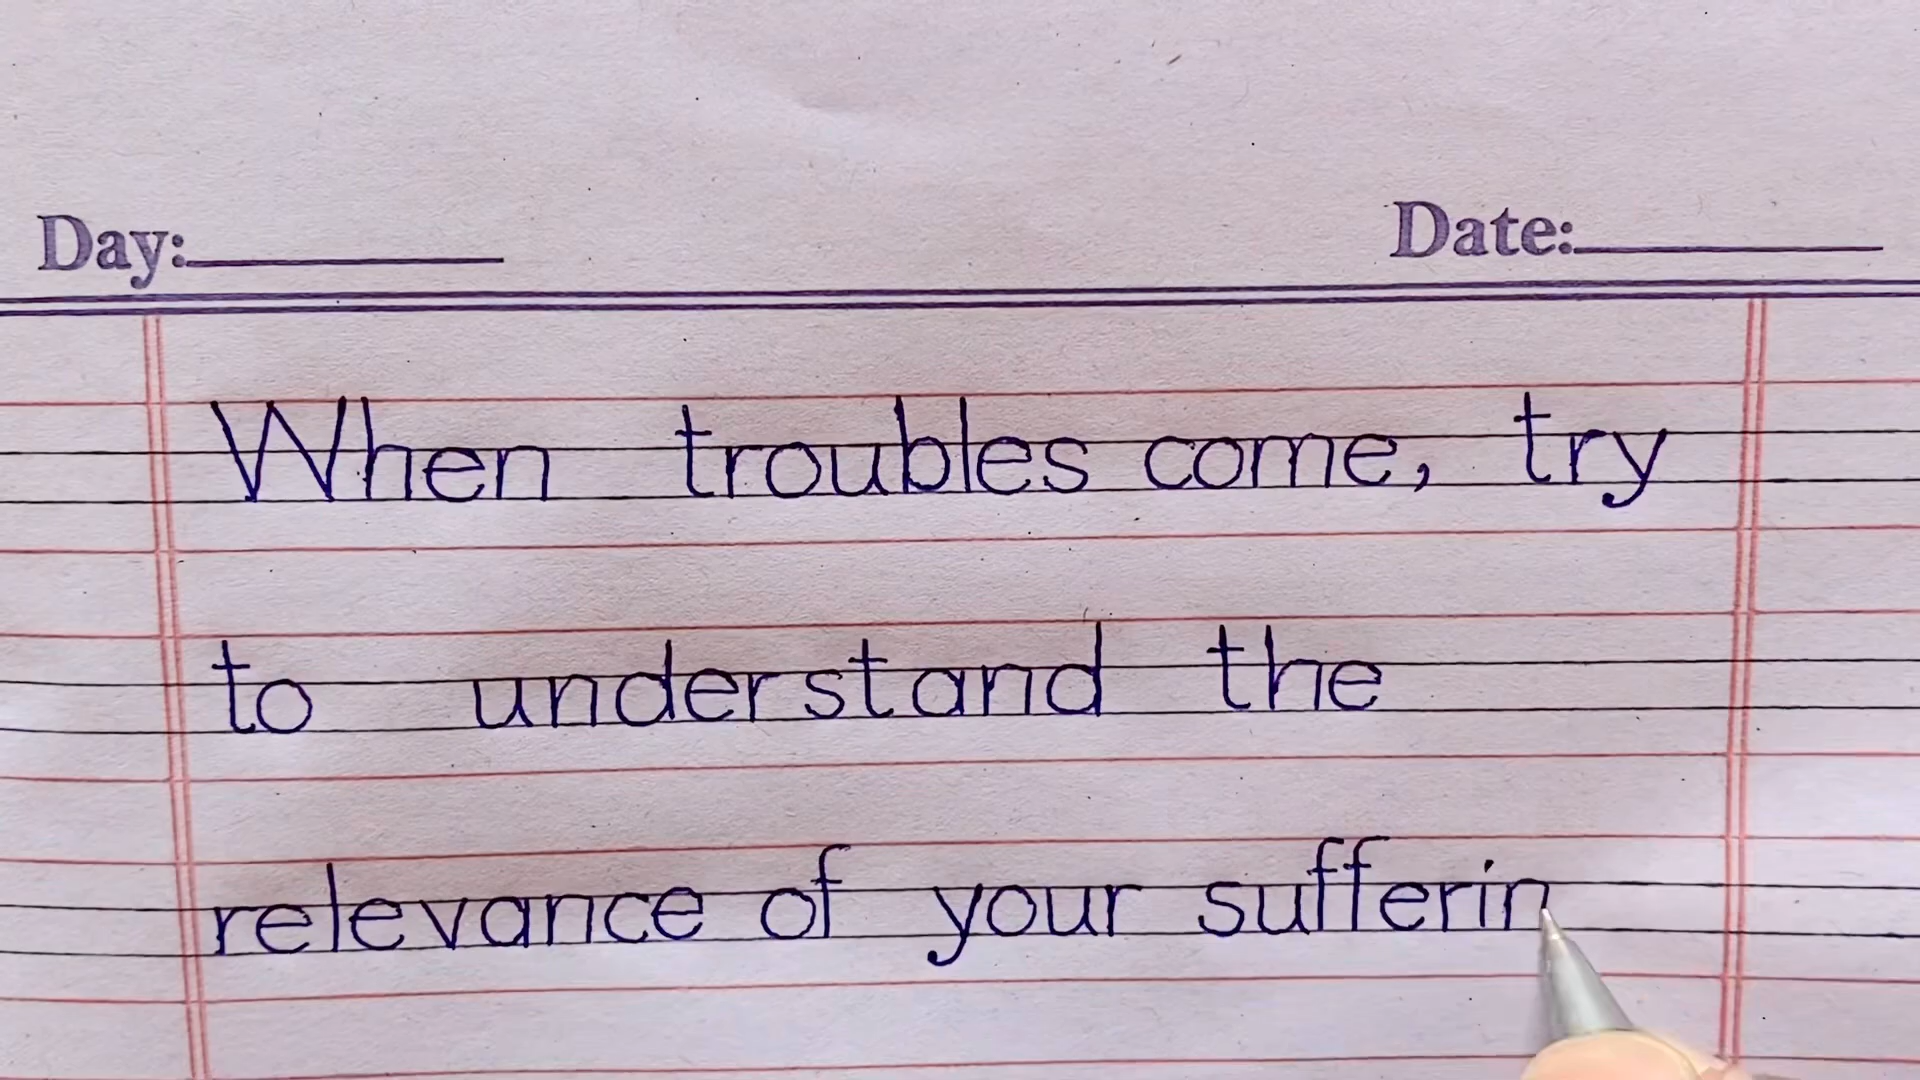 Day: Date:
When troubles come, try
to understand the
relevance of your sufferin